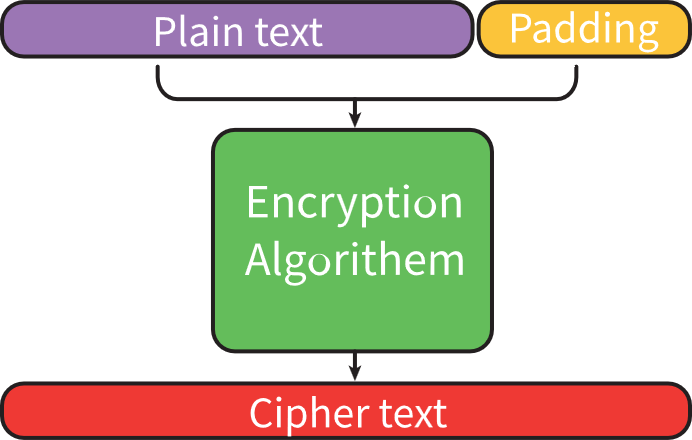 Plain text
Padding
Encryption
Algorithem
Cipher text